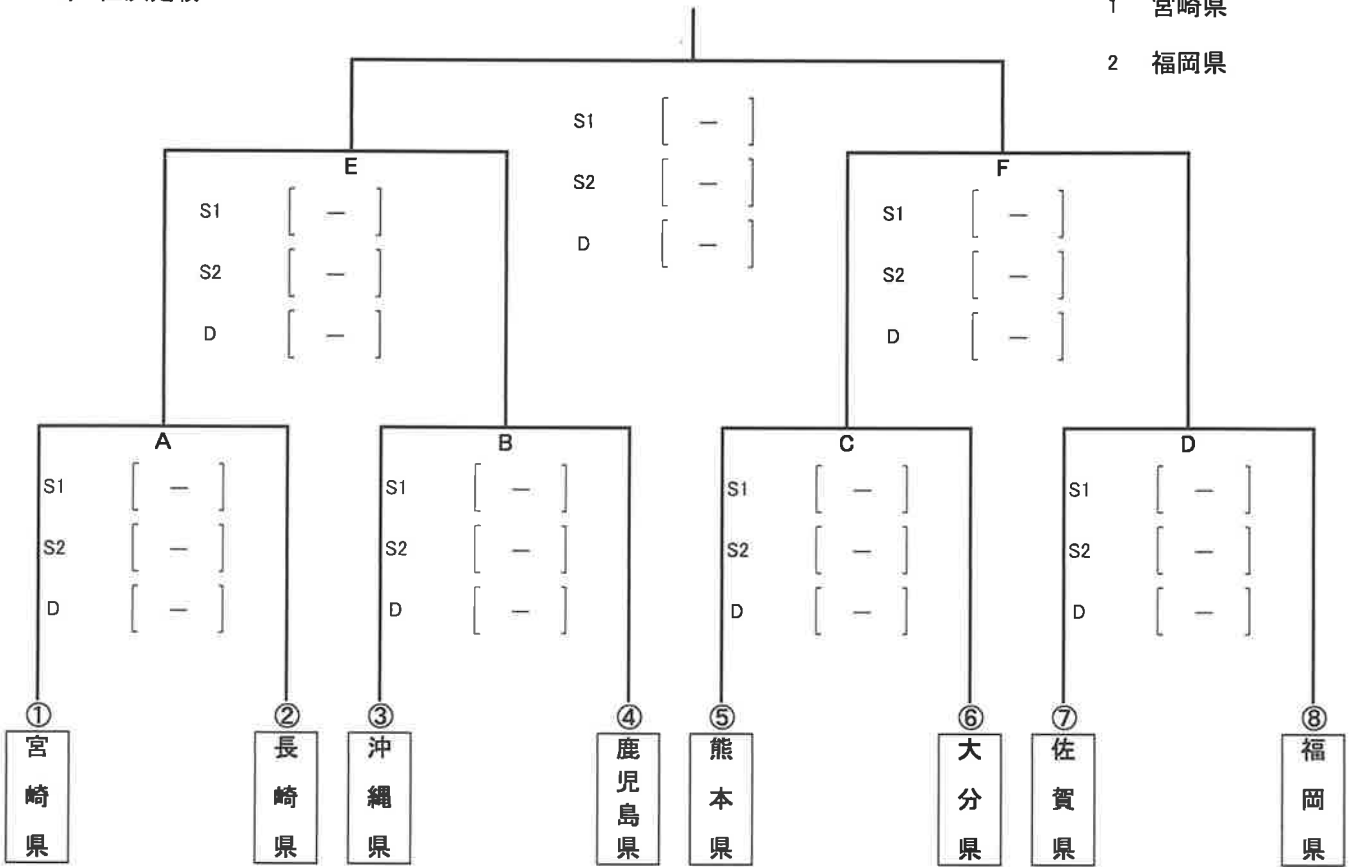 1 宮崎県
2 福岡県
S1 [ － ]
S2 [ － ]
D [ － ]
E
S1 [ － ]
S2 [ － ]
D [ － ]
F
S1 [ － ]
S2 [ － ]
D [ － ]
A
S1 [ － ]
S2 [ － ]
D [ － ]
B
S1 [ － ]
S2 [ － ]
D [ － ]
C
S1 [ － ]
S2 [ － ]
D [ － ]
D
S1 [ － ]
S2 [ － ]
D [ － ]
① 宮崎県
② 長崎県
③ 沖縄県
④ 鹿児島県
⑤ 熊本県
⑥ 大分県
⑦ 佐賀県
⑧ 福岡県